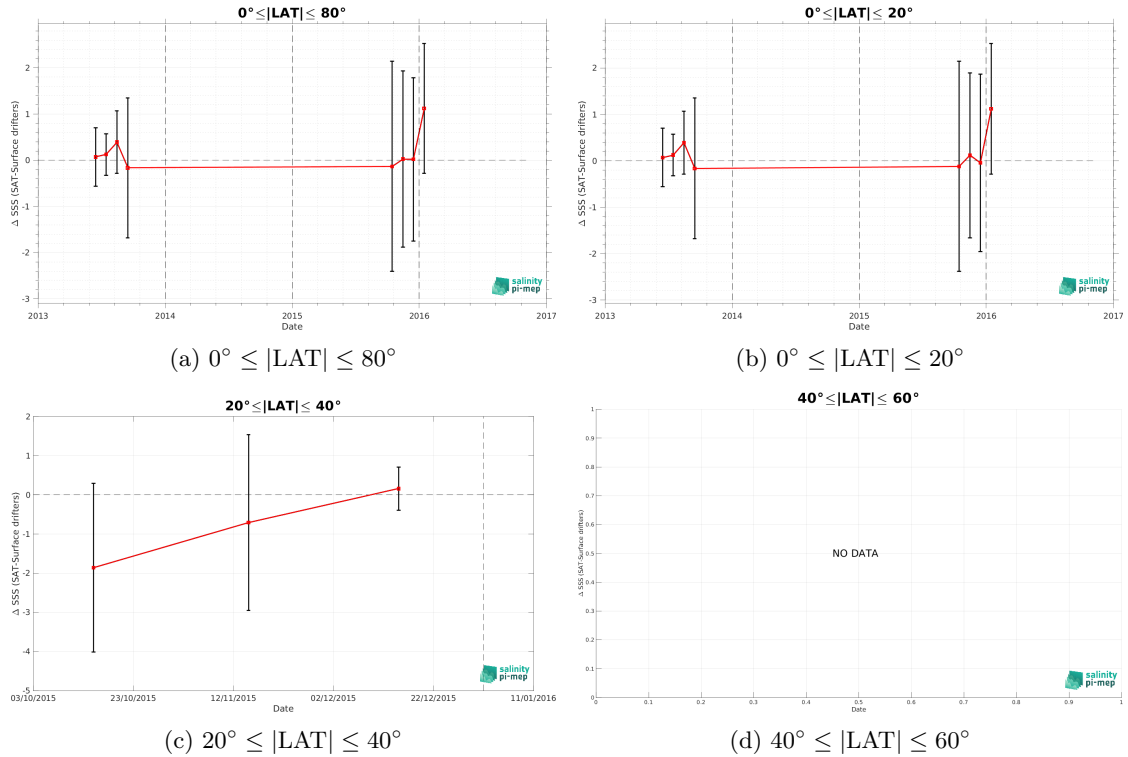 0°≤|LAT|≤ 80°
Δ SSS (SAT-Surface drifters)
2
1
0
-1
-2
-3
2013
2014
2015
2016
2017
Date
salinity
pi-mep
(a) 0° ≤ |LAT| ≤ 80°
0°≤|LAT|≤ 20°
Δ SSS (SAT-Surface drifters)
2
1
0
-1
-2
-3
2013
2014
2015
2016
2017
Date
salinity
pi-mep
(b) 0° ≤ |LAT| ≤ 20°
20°≤|LAT|≤ 40°
Δ SSS (SAT-Surface drifters)
2
1
0
-1
-2
-3
-4
-5
03/10/2015
23/10/2015
12/11/2015
02/12/2015
22/12/2015
11/01/2016
Date
salinity
pi-mep
(c) 20° ≤ |LAT| ≤ 40°
40°≤|LAT|≤ 60°
Δ SSS (SAT-Surface drifters)
1
0.9
0.8
0.7
0.6
0.5
0.4
0.3
0.2
0.1
0
NO DATA
0
0.1
0.2
0.3
0.4
0.5
0.6
0.7
0.8
0.9
1
Date
salinity
pi-mep
(d) 40° ≤ |LAT| ≤ 60°